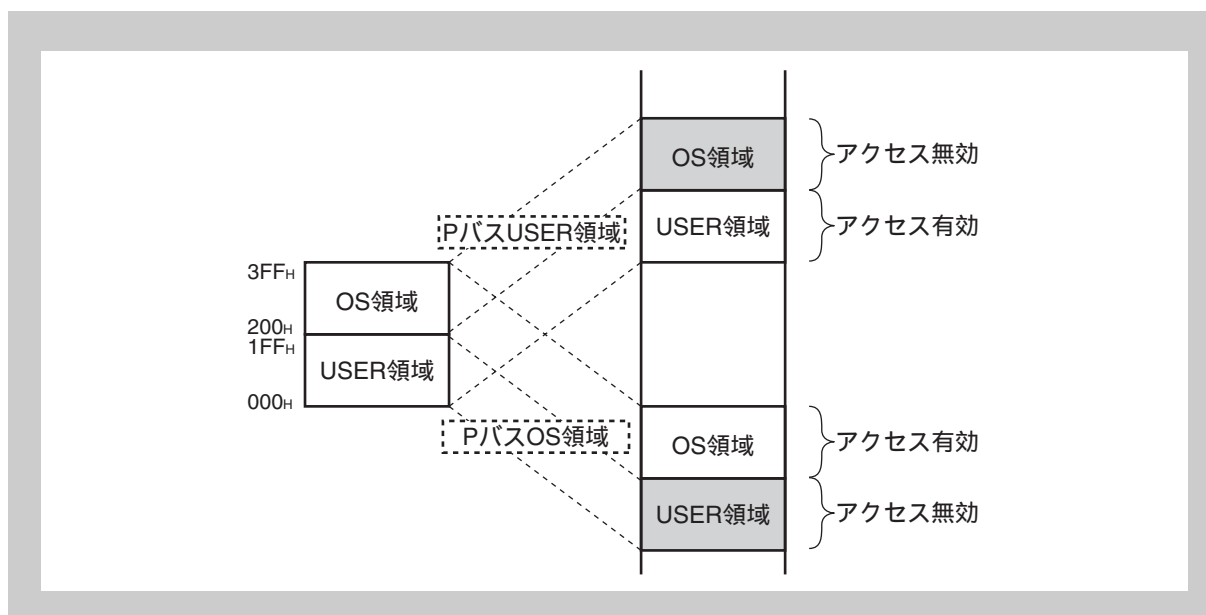 OS領域
アクセス無効
PバスUSER領域
USER領域
アクセス有効
3FFH
OS領域
200H
1FFH
USER領域
000H
PバスOS領域
OS領域
アクセス有効
USER領域
アクセス無効